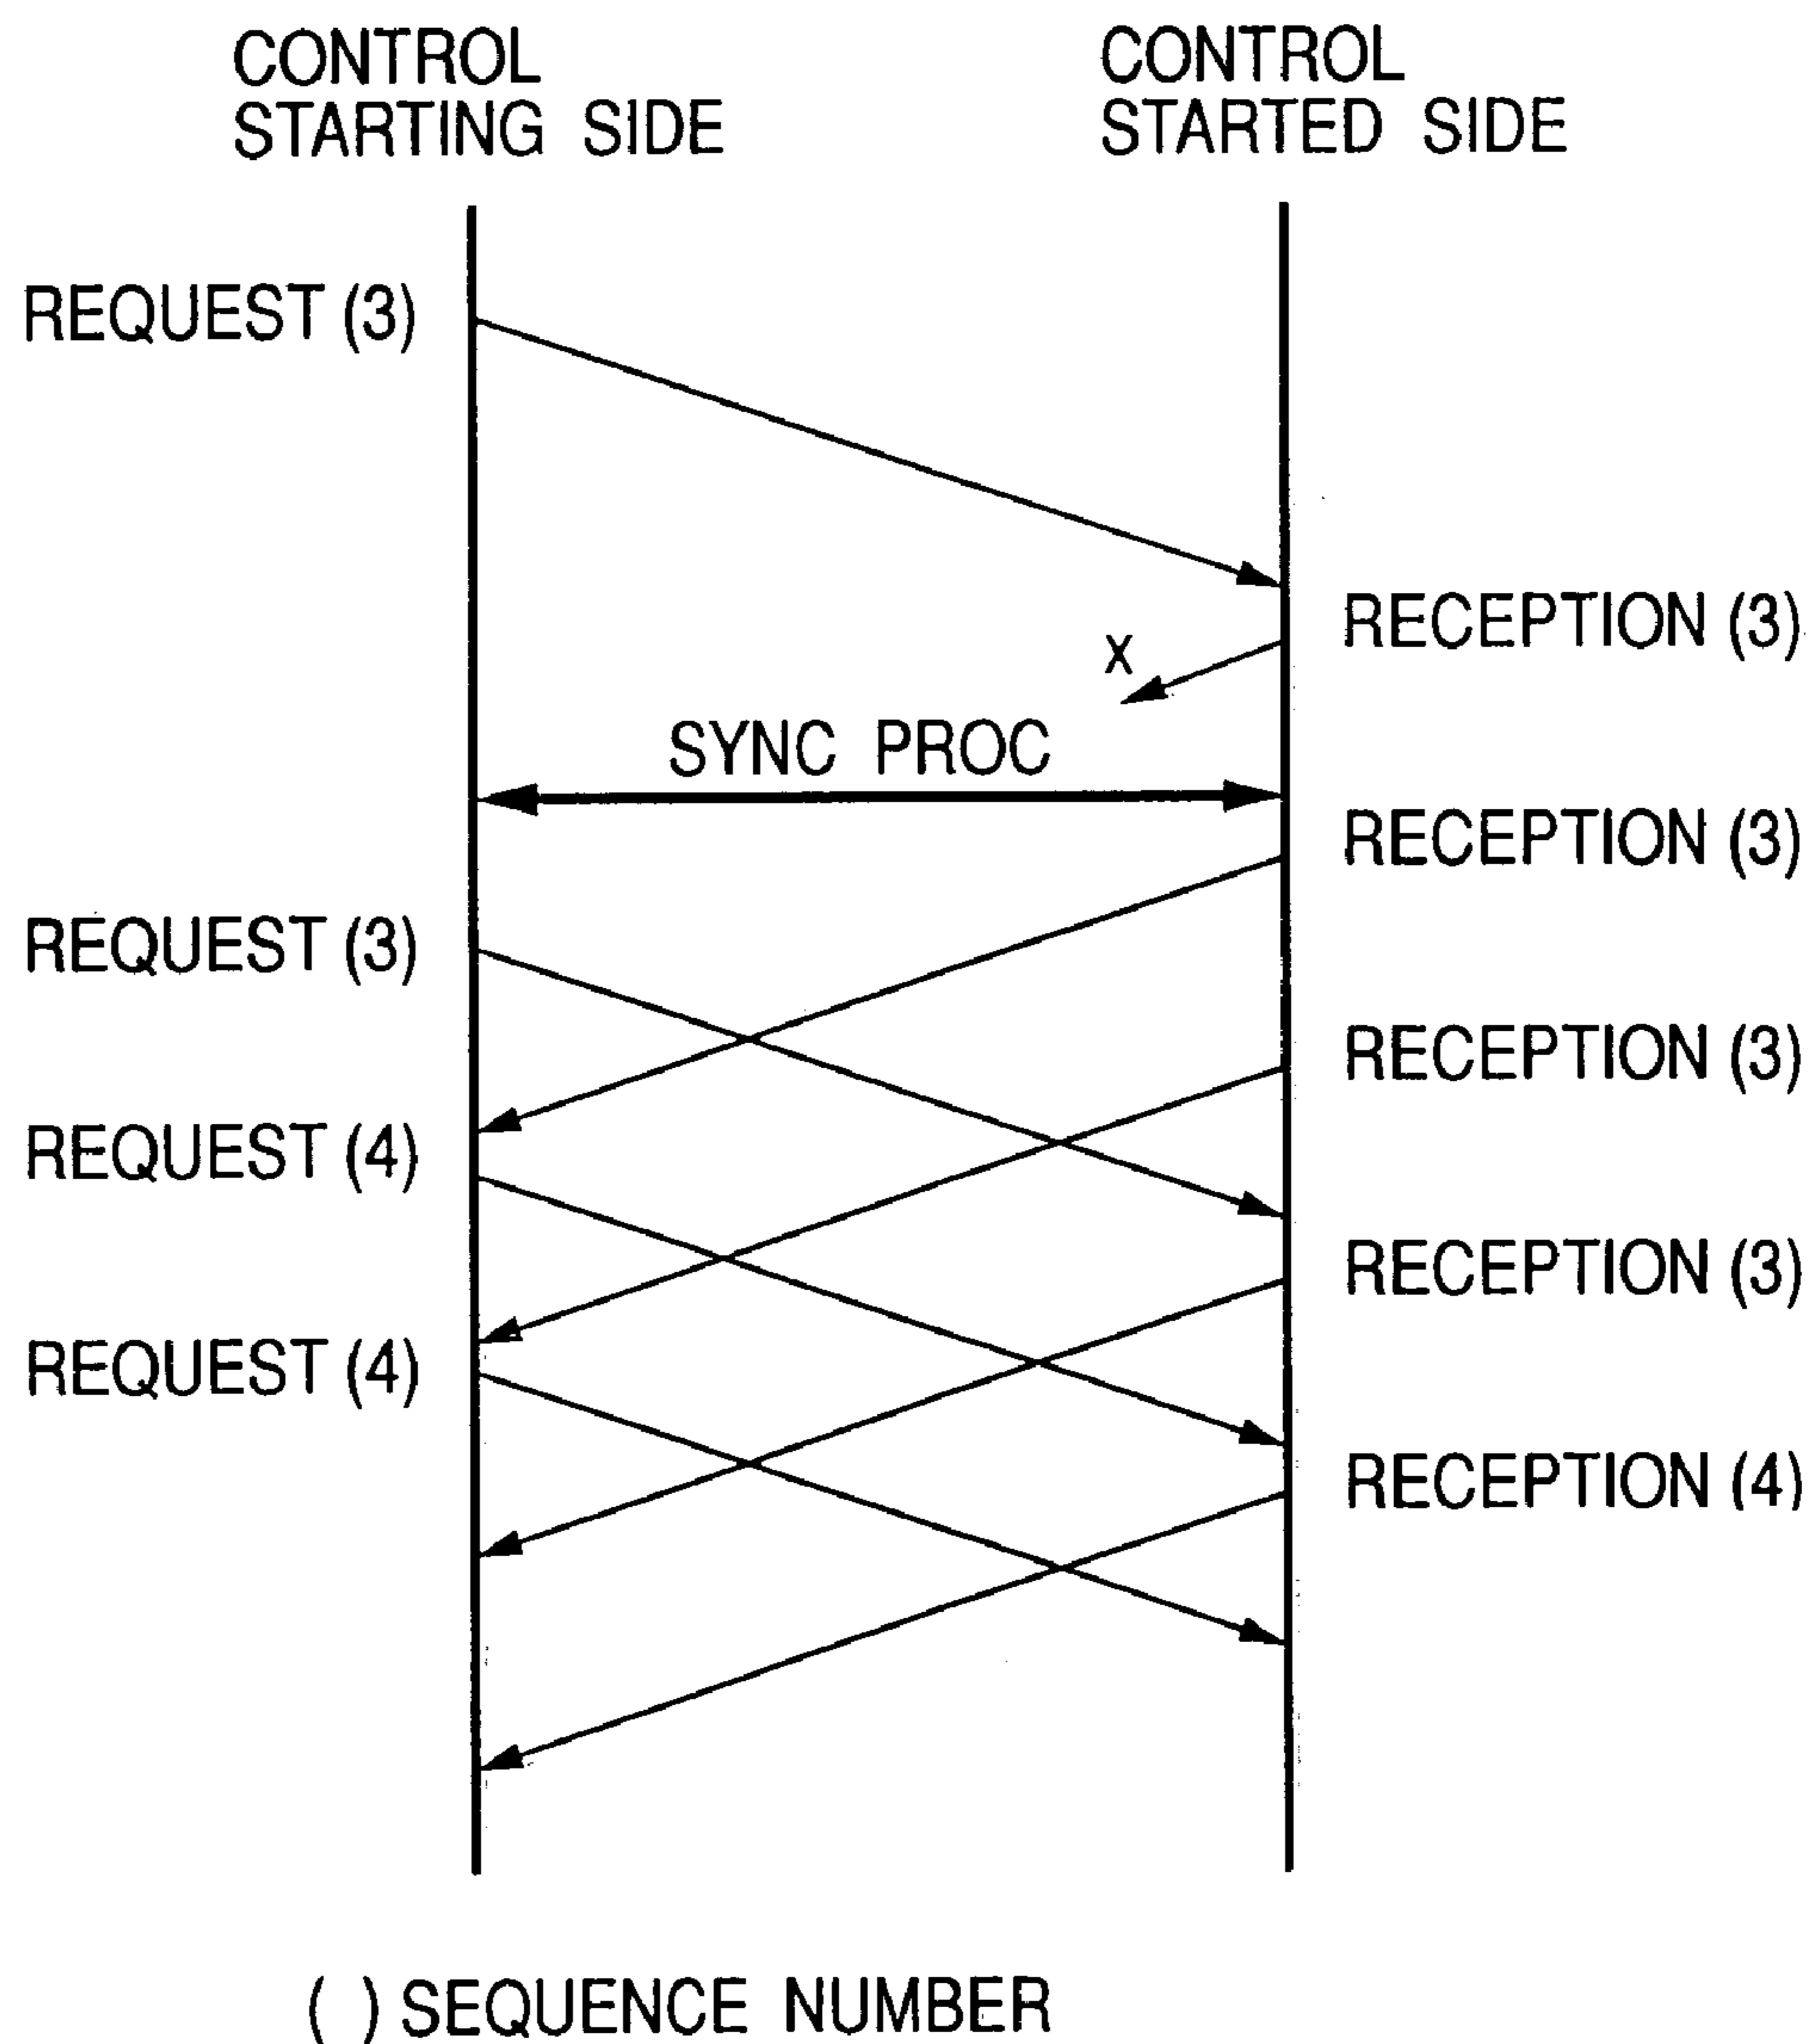 CONTROL
STARTING SIDE
CONTROL
STARTED SIDE
REQUEST (3)
RECEPTION (3)
X
SYNC PROC
RECEPTION (3)
REQUEST (3)
RECEPTION (3)
REQUEST (4)
RECEPTION (3)
REQUEST (4)
RECEPTION (4)
( ) SEQUENCE NUMBER